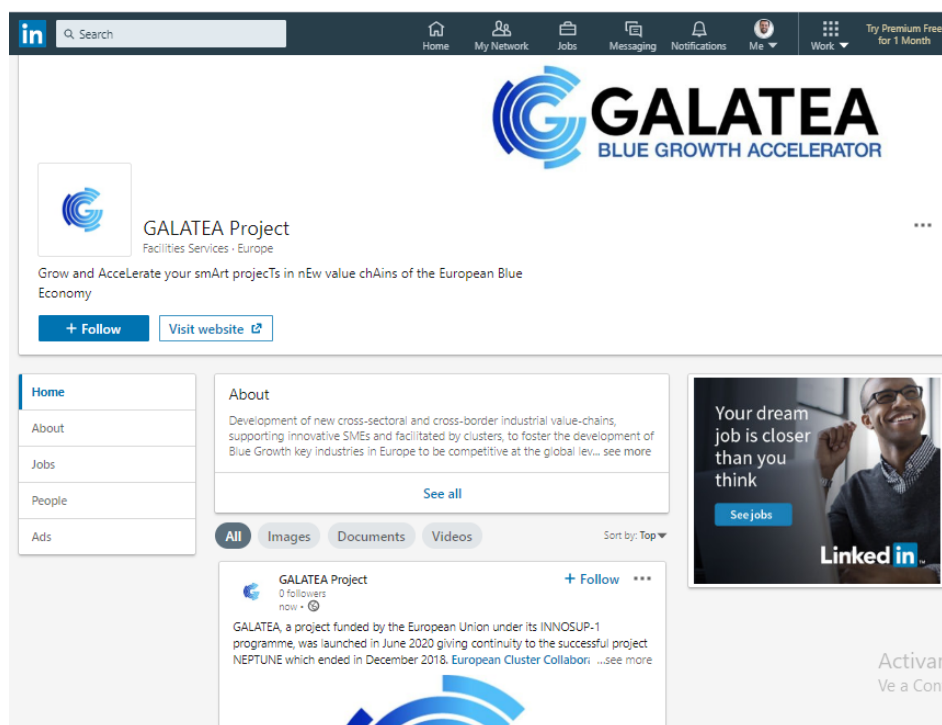 in
Search
Home
My Network
Jobs
Messaging
Notifications
Me
Work
Try Premium Free
for 1 Month
GALATEA
BLUE GROWTH ACCELERATOR
GALATEA Project
Facilities Services · Europe
Grow and AcceLerate your smArt projecTs in nEw value chAins of the European Blue
Economy
+ Follow
Visit website
Home
About
Jobs
People
Ads
About
Development of new cross-sectoral and cross-border industrial value-chains,
supporting innovative SMEs and facilitated by clusters, to foster the development of
Blue Growth key industries in Europe to be competitive at the global lev... see more
See all
All
Images
Documents
Videos
Sort by: Top
GALATEA Project
0 followers
now •
+ Follow
GALATEA, a project funded by the European Union under its INNOSUP-1
programme, was launched in June 2020 giving continuity to the successful project
NEPTUNE which ended in December 2018. European Cluster Collabor ...see more
Your dream
job is closer
than you
think
See jobs
Linked in
Activar
Ve a Con